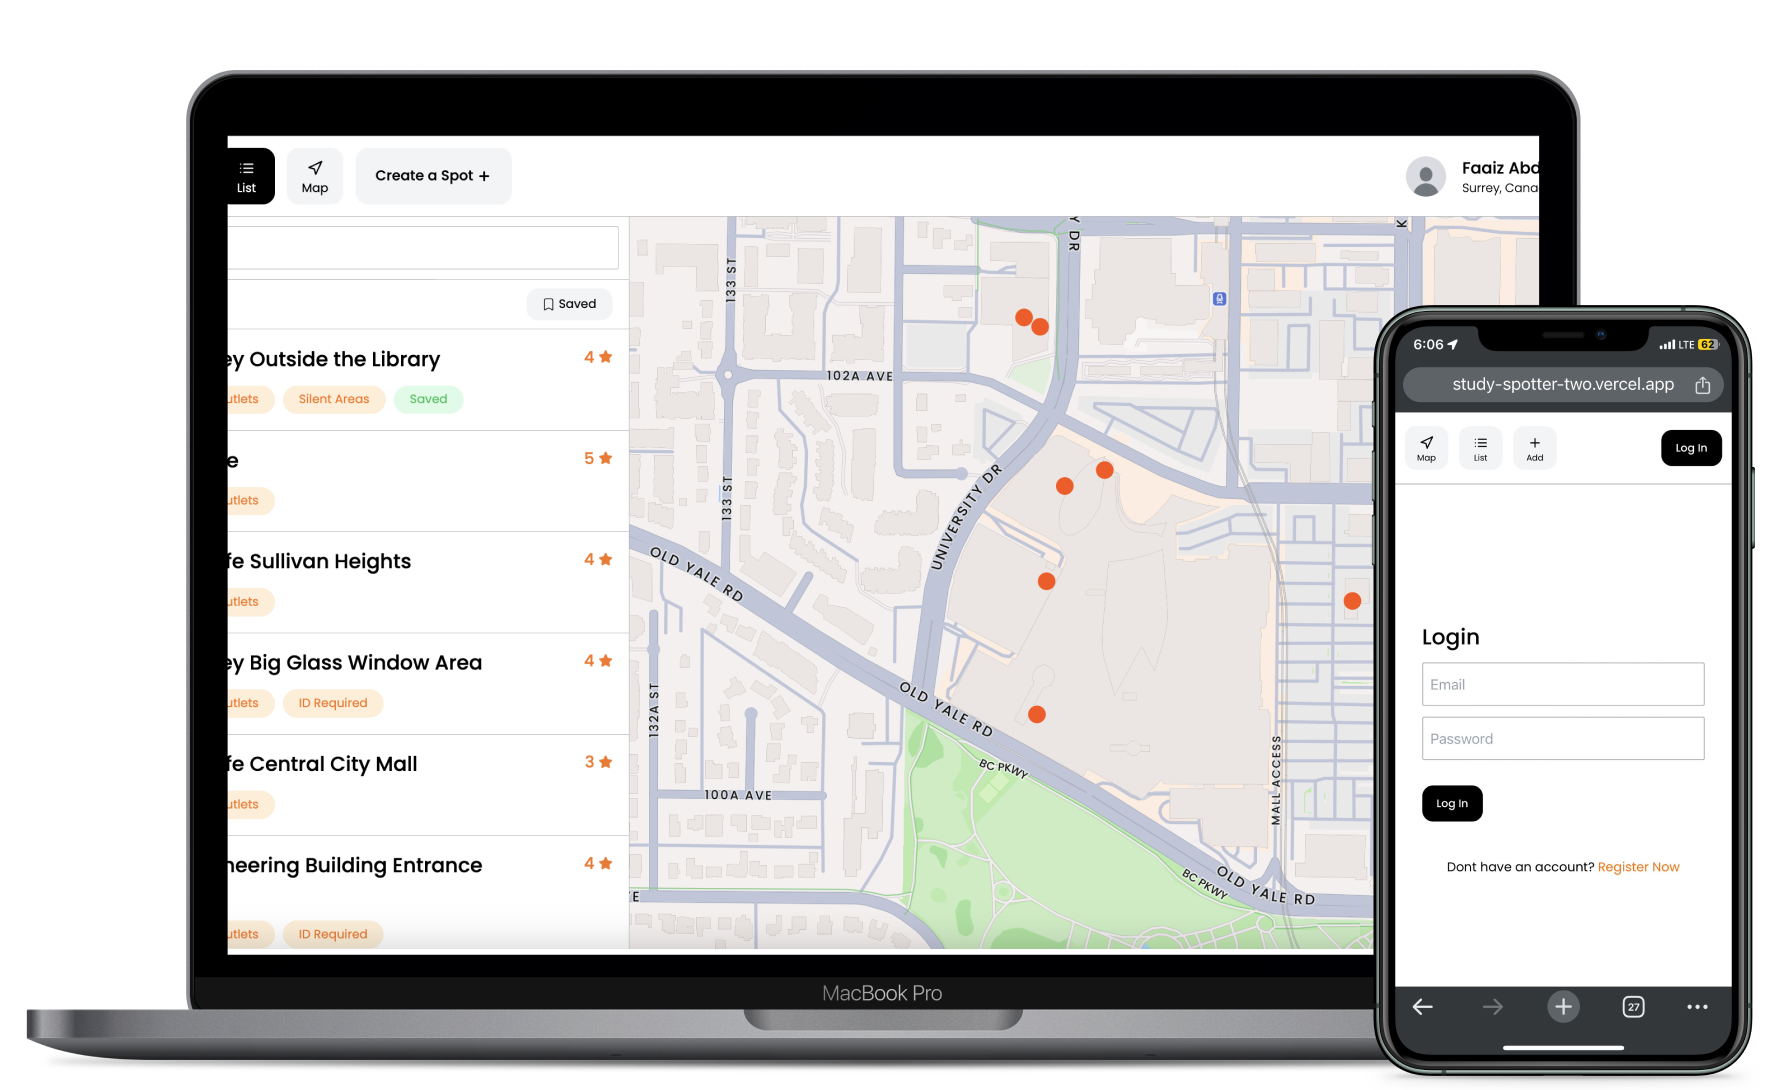 List
Map
Create a Spot +
Faaiz Abd
Surrey, Cana
Saved
ey Outside the Library
4
utlets
Silent Areas
Saved
e
5
utlets
fe Sullivan Heights
4
utlets
ey Big Glass Window Area
4
utlets
ID Required
fe Central City Mall
3
utlets
neering Building Entrance
4
utlets
ID Required
133 ST
Y DR
K
102A AVE
133 ST
UNIVERSITY DR
OLD YALE RD
132A ST
OLD YALE RD
BC PKWY
100A AVE
MALL ACCESS
BC PKWY
OLD YALE RD
E
MacBook Pro
6:06
LTE
62
study-spotter-two.vercel.app
Map
List
Add
Log In
Login
Email
Password
Log In
Dont have an account? Register Now
27